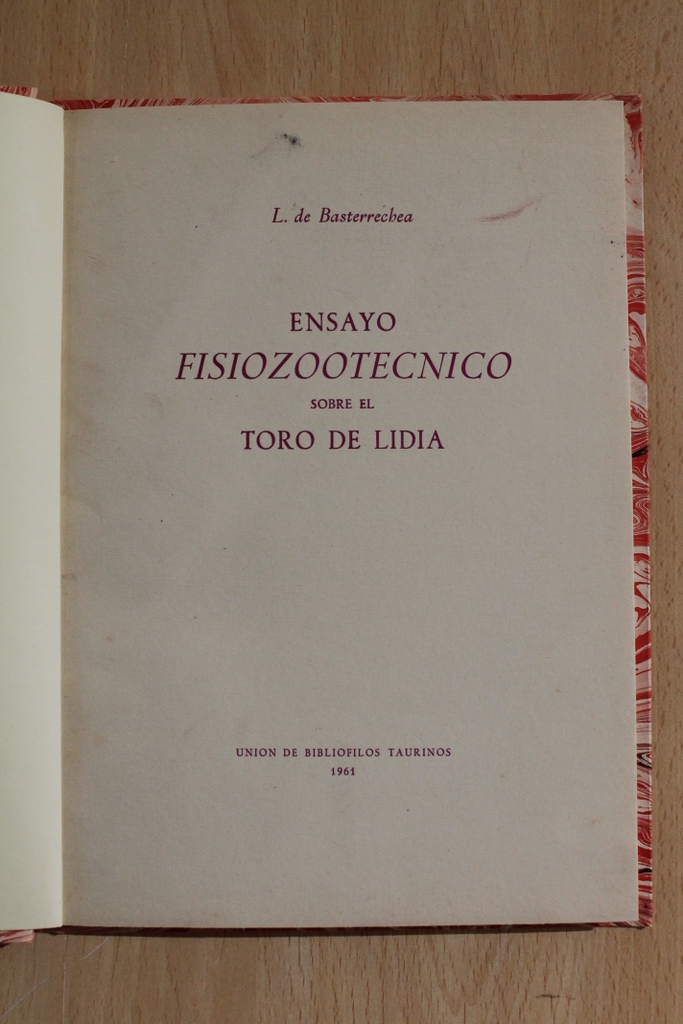 L. de Basterrechea
ENSAYO
FISIOZOOTECNICO
SOBRE EL
TORO DE LIDIA
UNION DE BIBLIOFILOS TAURINOS
1961